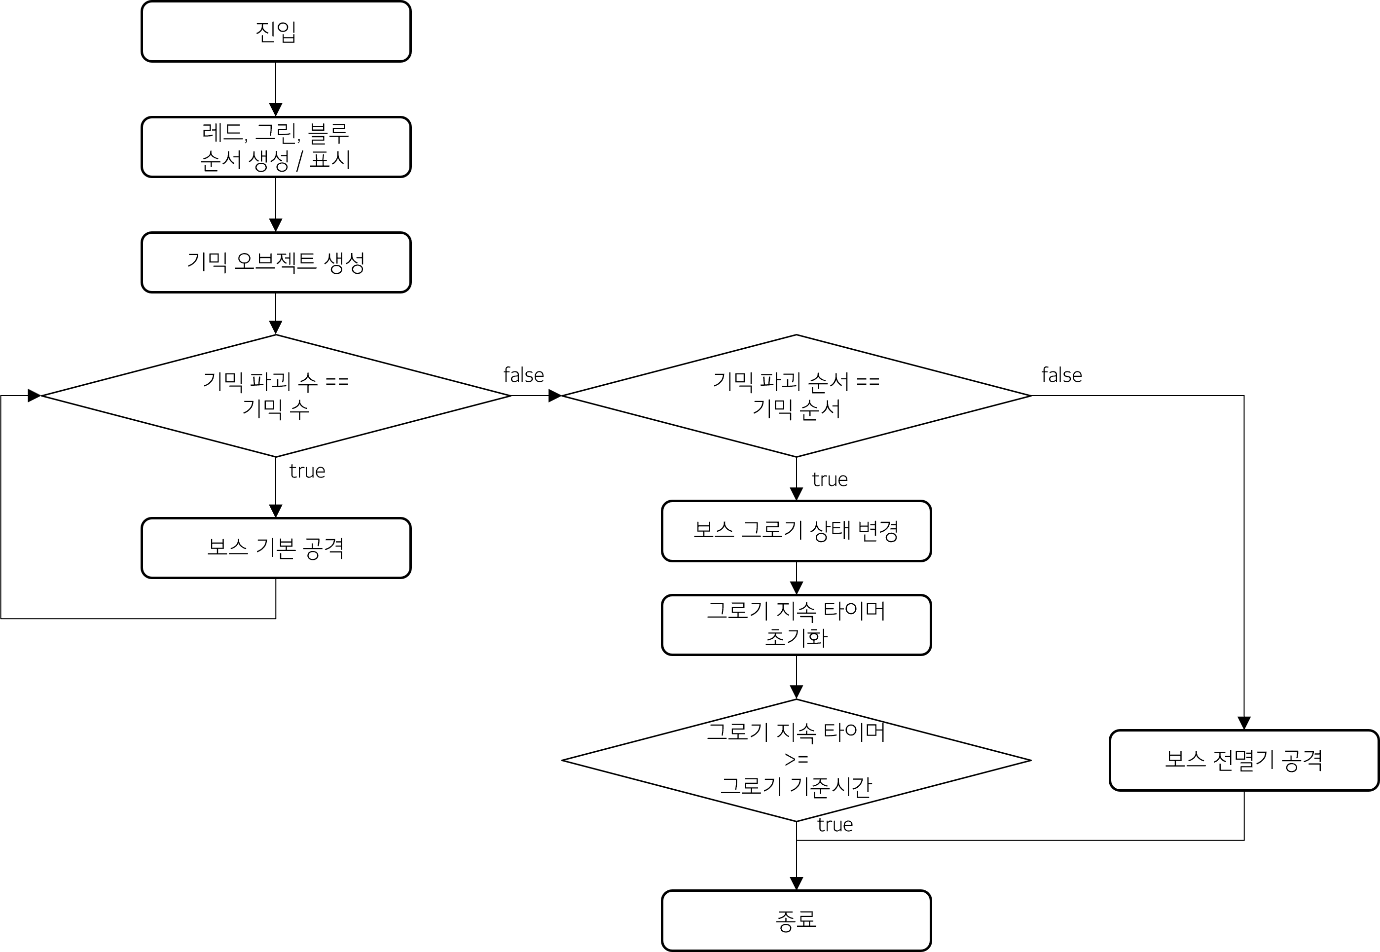 진입
레드, 그린, 블루
순서 생성 / 표시
기믹 오브젝트 생성
기믹 파괴 수 ==
기믹 수
false
기믹 파괴 순서 ==
기믹 순서
false
true
true
보스 기본 공격
보스 그로기 상태 변경
그로기 지속 타이머
초기화
그로기 지속 타이머
>=
그로기 기준시간
true
보스 전멸기 공격
종료